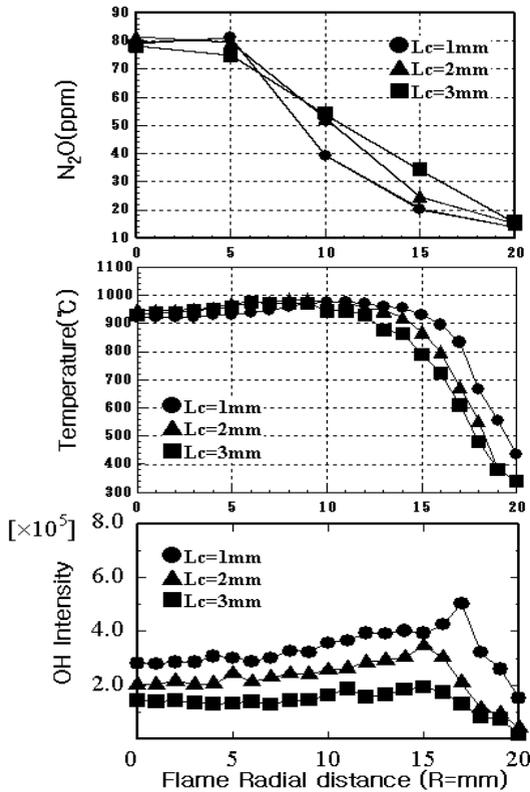 90
80
70
60
50
40
30
20
10
N₂O(ppm)
Lc=1mm
Lc=2mm
Lc=3mm
0 5 10 15 20
1100
1000
900
800
700
600
500
400
300
Temperature(℃)
Lc=1mm
Lc=2mm
Lc=3mm
0 5 10 15 20
[×10⁵]
8.0
6.0
4.0
2.0
OH Intensity
Lc=1mm
Lc=2mm
Lc=3mm
0 5 10 15 20
Flame Radial distance (R=mm)